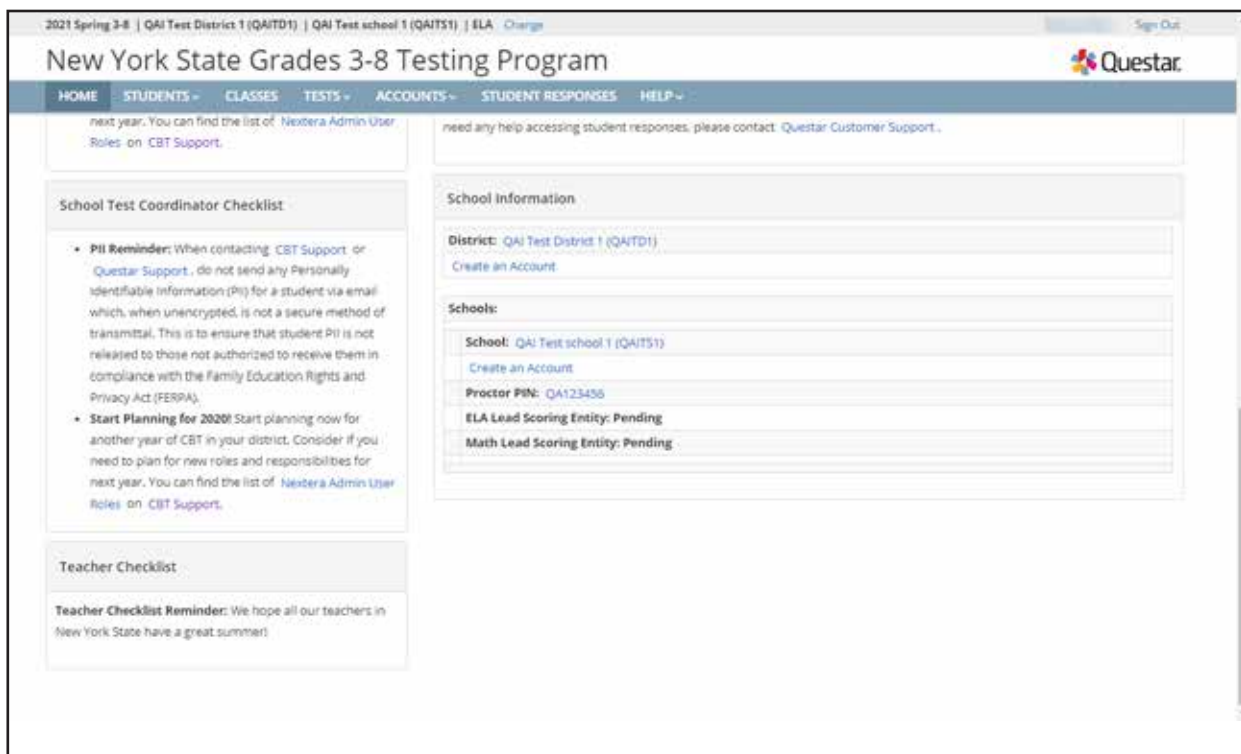 2021 Spring 3-8 | QAI Test District 1 (QAITD1) | QAI Test school 1 (QAITS1) | ELA Change
Sign Out
New York State Grades 3-8 Testing Program
Questar
HOME STUDENTS CLASSES TESTS ACCOUNTS STUDENT RESPONSES HELP
next year. You can find the list of Nextera Admin User
Roles on CBT Support.
School Test Coordinator Checklist
• PII Reminder: When contacting CBT Support or
Questar Support, do not send any Personally
Identifiable Information (PII) for a student via email
which, when unencrypted, is not a secure method of
transmittal. This is to ensure that student PII is not
released to those not authorized to receive them in
compliance with the Family Education Rights and
Privacy Act (FERPA).
• Start Planning for 2020! Start planning now for
another year of CBT in your district. Consider if you
need to plan for new roles and responsibilities for
next year. You can find the list of Nextera Admin User
Roles on CBT Support.
Teacher Checklist
Teacher Checklist Reminder: We hope all our teachers in
New York State have a great summer!
need any help accessing student responses, please contact Questar Customer Support.
School Information
District: QAI Test District 1 (QAITD1)
Create an Account
Schools:
School: QAI Test school 1 (QAITS1)
Create an Account
Proctor PIN: QA123456
ELA Lead Scoring Entity: Pending
Math Lead Scoring Entity: Pending